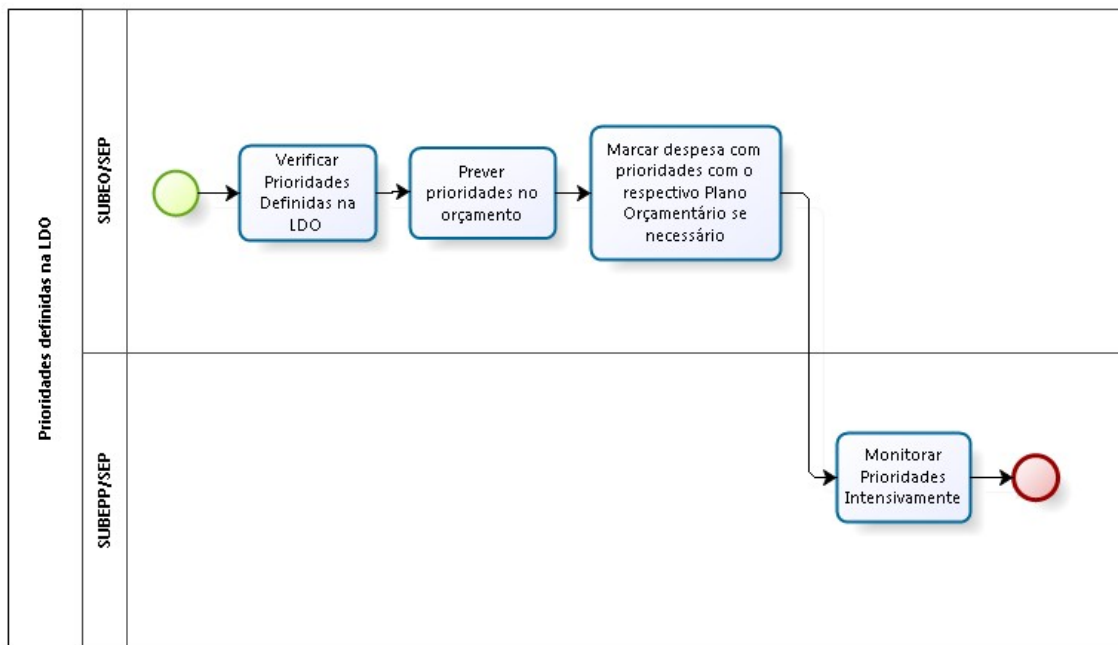 Prioridades definidas na LDO
SUBEO/SEP
Verificar
Prioridades
Definidas na
LDO
Prever
prioridades no
orçamento
Marcar despesa com
prioridades com o
respectivo Plano
Orçamentário se
necessário
SUBEPP/SEP
Monitorar
Prioridades
Intensivamente